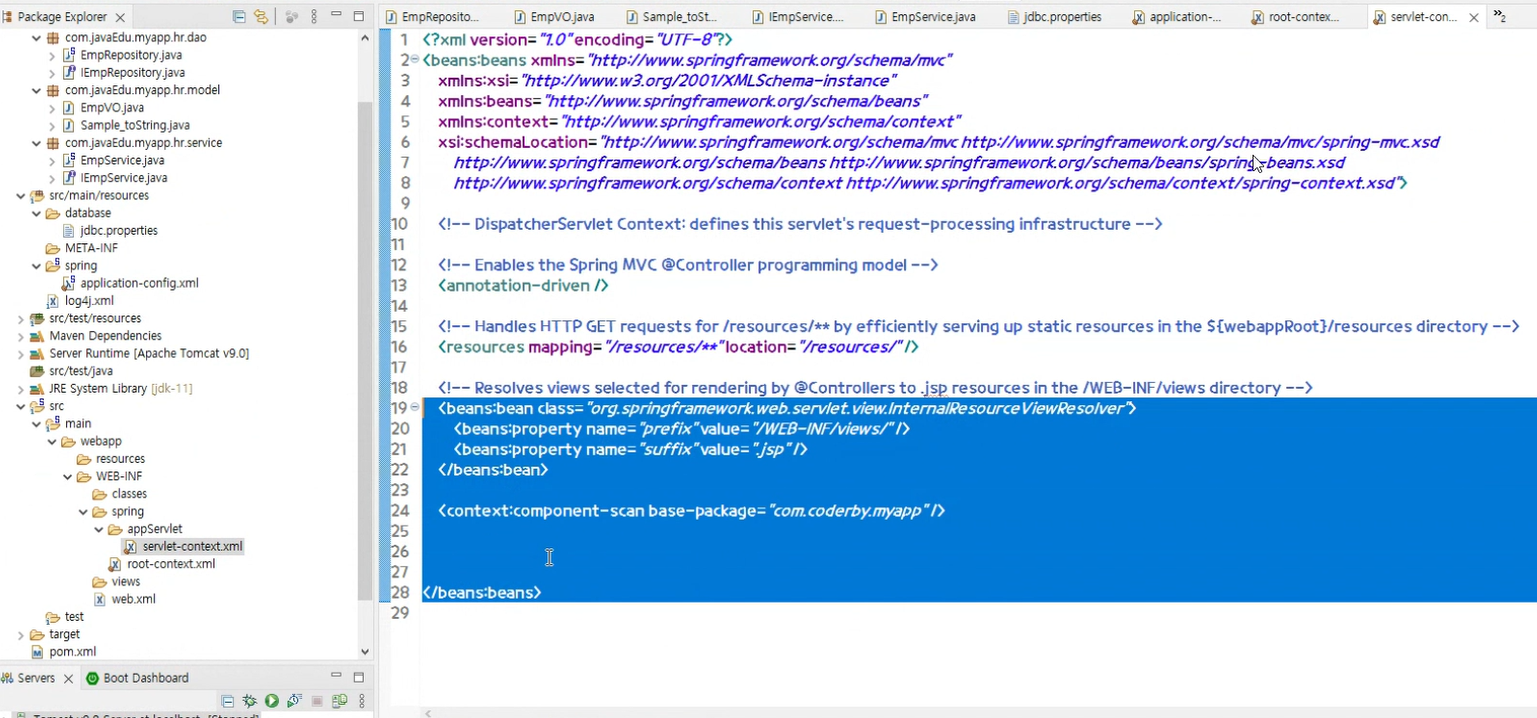 Package Explorer
com.javaEdu.myapp.hr.dao
EmpRepository.java
IEmpRepository.java
com.javaEdu.myapp.hr.model
EmpVO.java
Sample_toString.java
com.javaEdu.myapp.hr.service
EmpService.java
IEmpService.java
src/main/resources
database
jdbc.properties
META-INF
spring
application-config.xml
log4j.xml
src/test/resources
Maven Dependencies
Server Runtime [Apache Tomcat v9.0]
src/test/java
JRE System Library [jdk-11]
src
main
webapp
resources
WEB-INF
classes
spring
appServlet
servlet-context.xml
root-context.xml
views
web.xml
test
target
pom.xml
Servers Boot Dashboard
EmpReposito... EmpVO.java Sample_toSt... IEmpService.... EmpService.java jdbc.properties application-... root-contex... servlet-con... »2
1 <?xml version="1.0" encoding="UTF-8"?>
2 <beans:beans xmlns="http://www.springframework.org/schema/mvc"
3 xmlns:xsi="http://www.w3.org/2001/XMLSchema-instance"
4 xmlns:beans="http://www.springframework.org/schema/beans"
5 xmlns:context="http://www.springframework.org/schema/context"
6 xsi:schemaLocation="http://www.springframework.org/schema/mvc http://www.springframework.org/schema/mvc/spring-mvc.xsd
7 http://www.springframework.org/schema/beans http://www.springframework.org/schema/beans/spring-beans.xsd
8 http://www.springframework.org/schema/context http://www.springframework.org/schema/context/spring-context.xsd">
9
10 <!-- DispatcherServlet Context: defines this servlet's request-processing infrastructure -->
11
12 <!-- Enables the Spring MVC @Controller programming model -->
13 <annotation-driven />
14
15 <!-- Handles HTTP GET requests for /resources/** by efficiently serving up static resources in the ${webappRoot}/resources directory -->
16 <resources mapping="/resources/**" location="/resources/" />
17
18 <!-- Resolves views selected for rendering by @Controllers to .jsp resources in the /WEB-INF/views directory -->
19 <beans:bean class="org.springframework.web.servlet.view.InternalResourceViewResolver">
20 <beans:property name="prefix" value="/WEB-INF/views/" />
21 <beans:property name="suffix" value=".jsp" />
22 </beans:bean>
23
24 <context:component-scan base-package="com.coderby.myapp" />
25
26
27
28 </beans:beans>
29